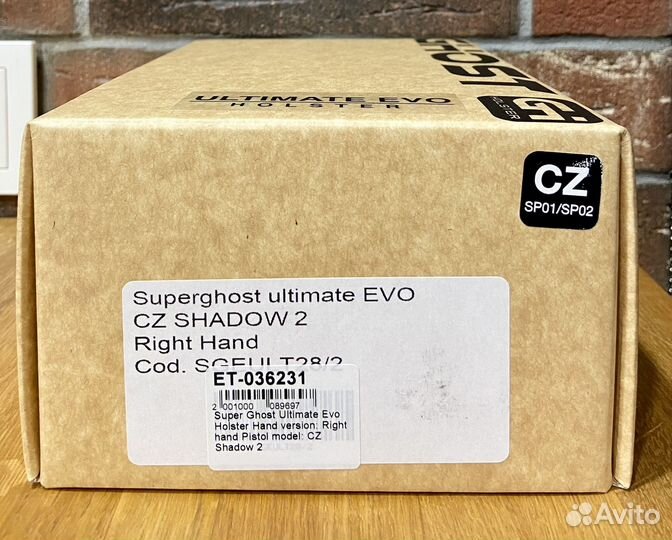 ULTIMATE EVO
HOLSTER
HOLSTER
CZ
SP01/SP02
Superghost ultimate EVO
CZ SHADOW 2
Right Hand
Cod. SGEULT28/2
ET-036231
2 001000 089697
Super Ghost Ultimate Evo
Holster Hand version: Right
hand Pistol model: CZ
Shadow 2
Avito